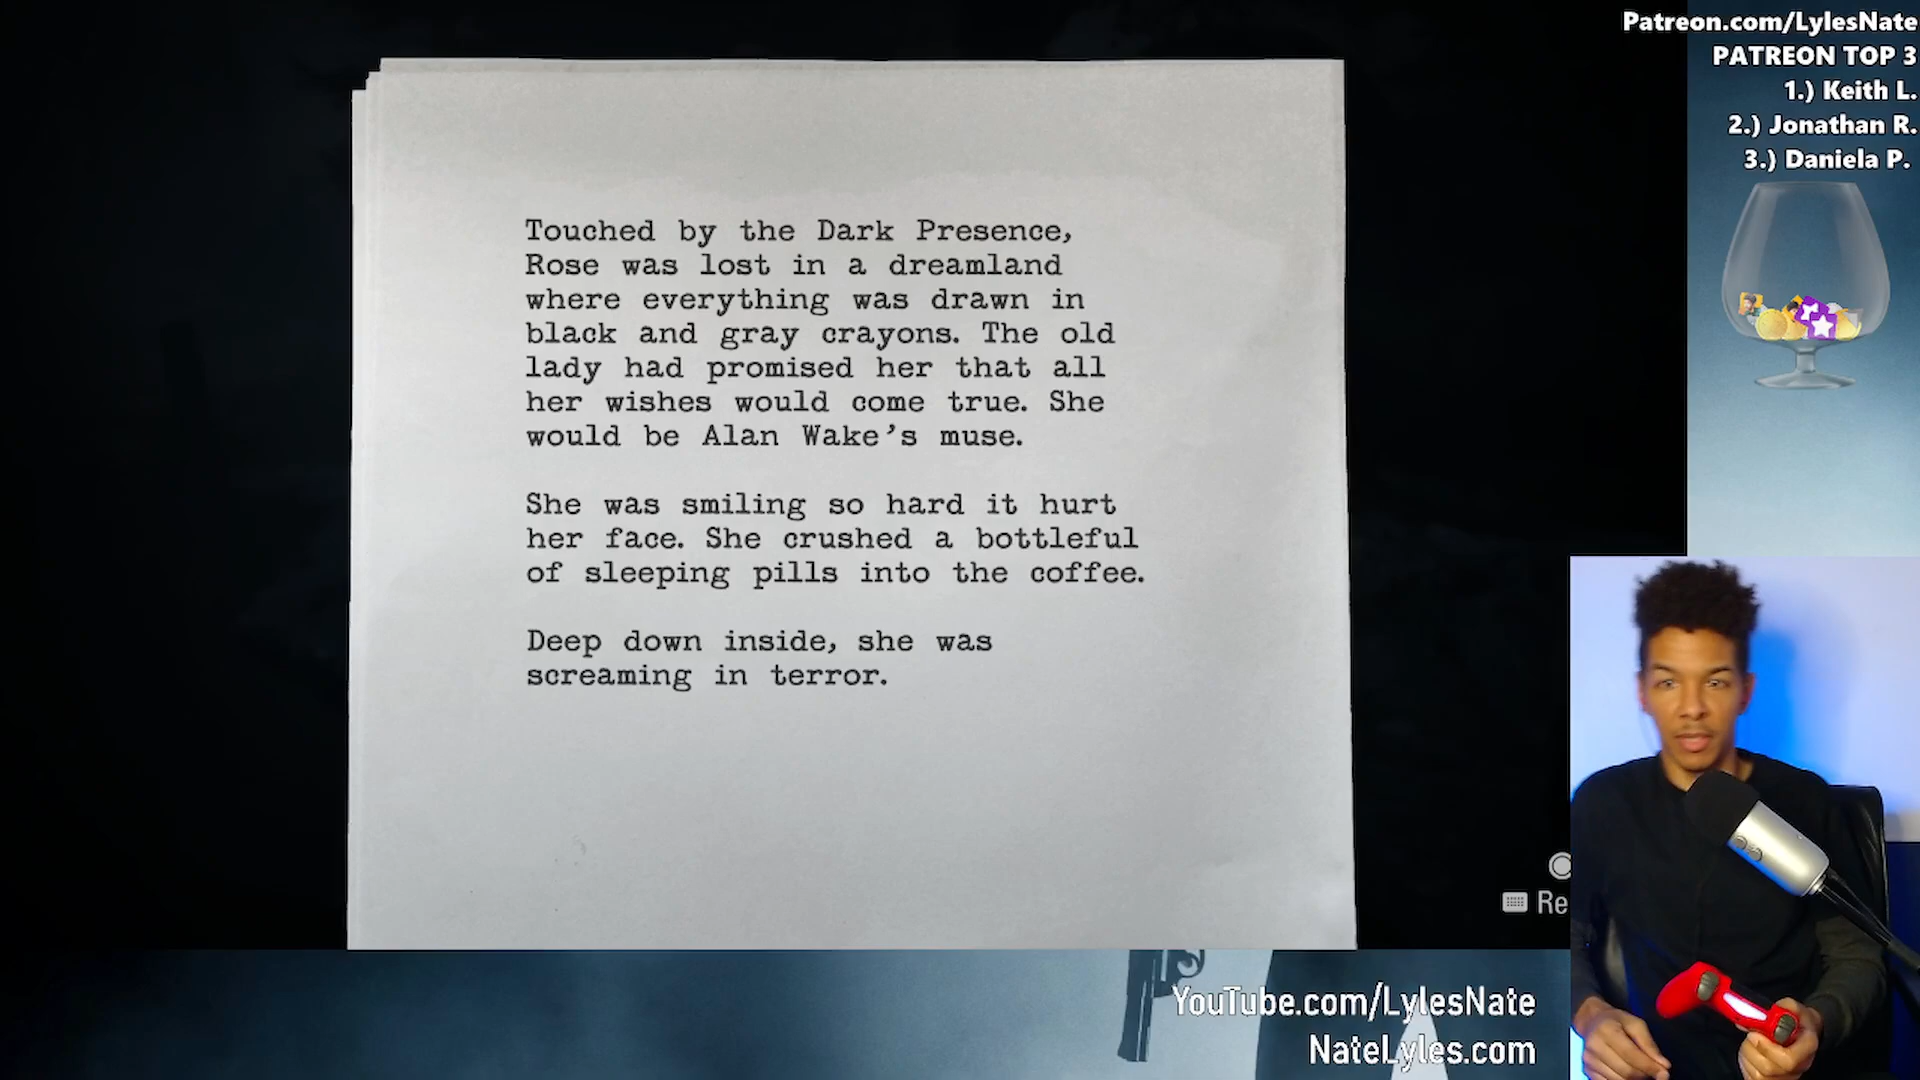 Patreon.com/LylesNate
PATREON TOP 3
1.) Keith L.
2.) Jonathan R.
3.) Daniela P.
Touched by the Dark Presence,
Rose was lost in a dreamland
where everything was drawn in
black and gray crayons. The old
lady had promised her that all
her wishes would come true. She
would be Alan Wake’s muse.
She was smiling so hard it hurt
her face. She crushed a bottleful
of sleeping pills into the coffee.
Deep down inside, she was
screaming in terror.
Re
YouTube.com/LylesNate
NateLyles.com